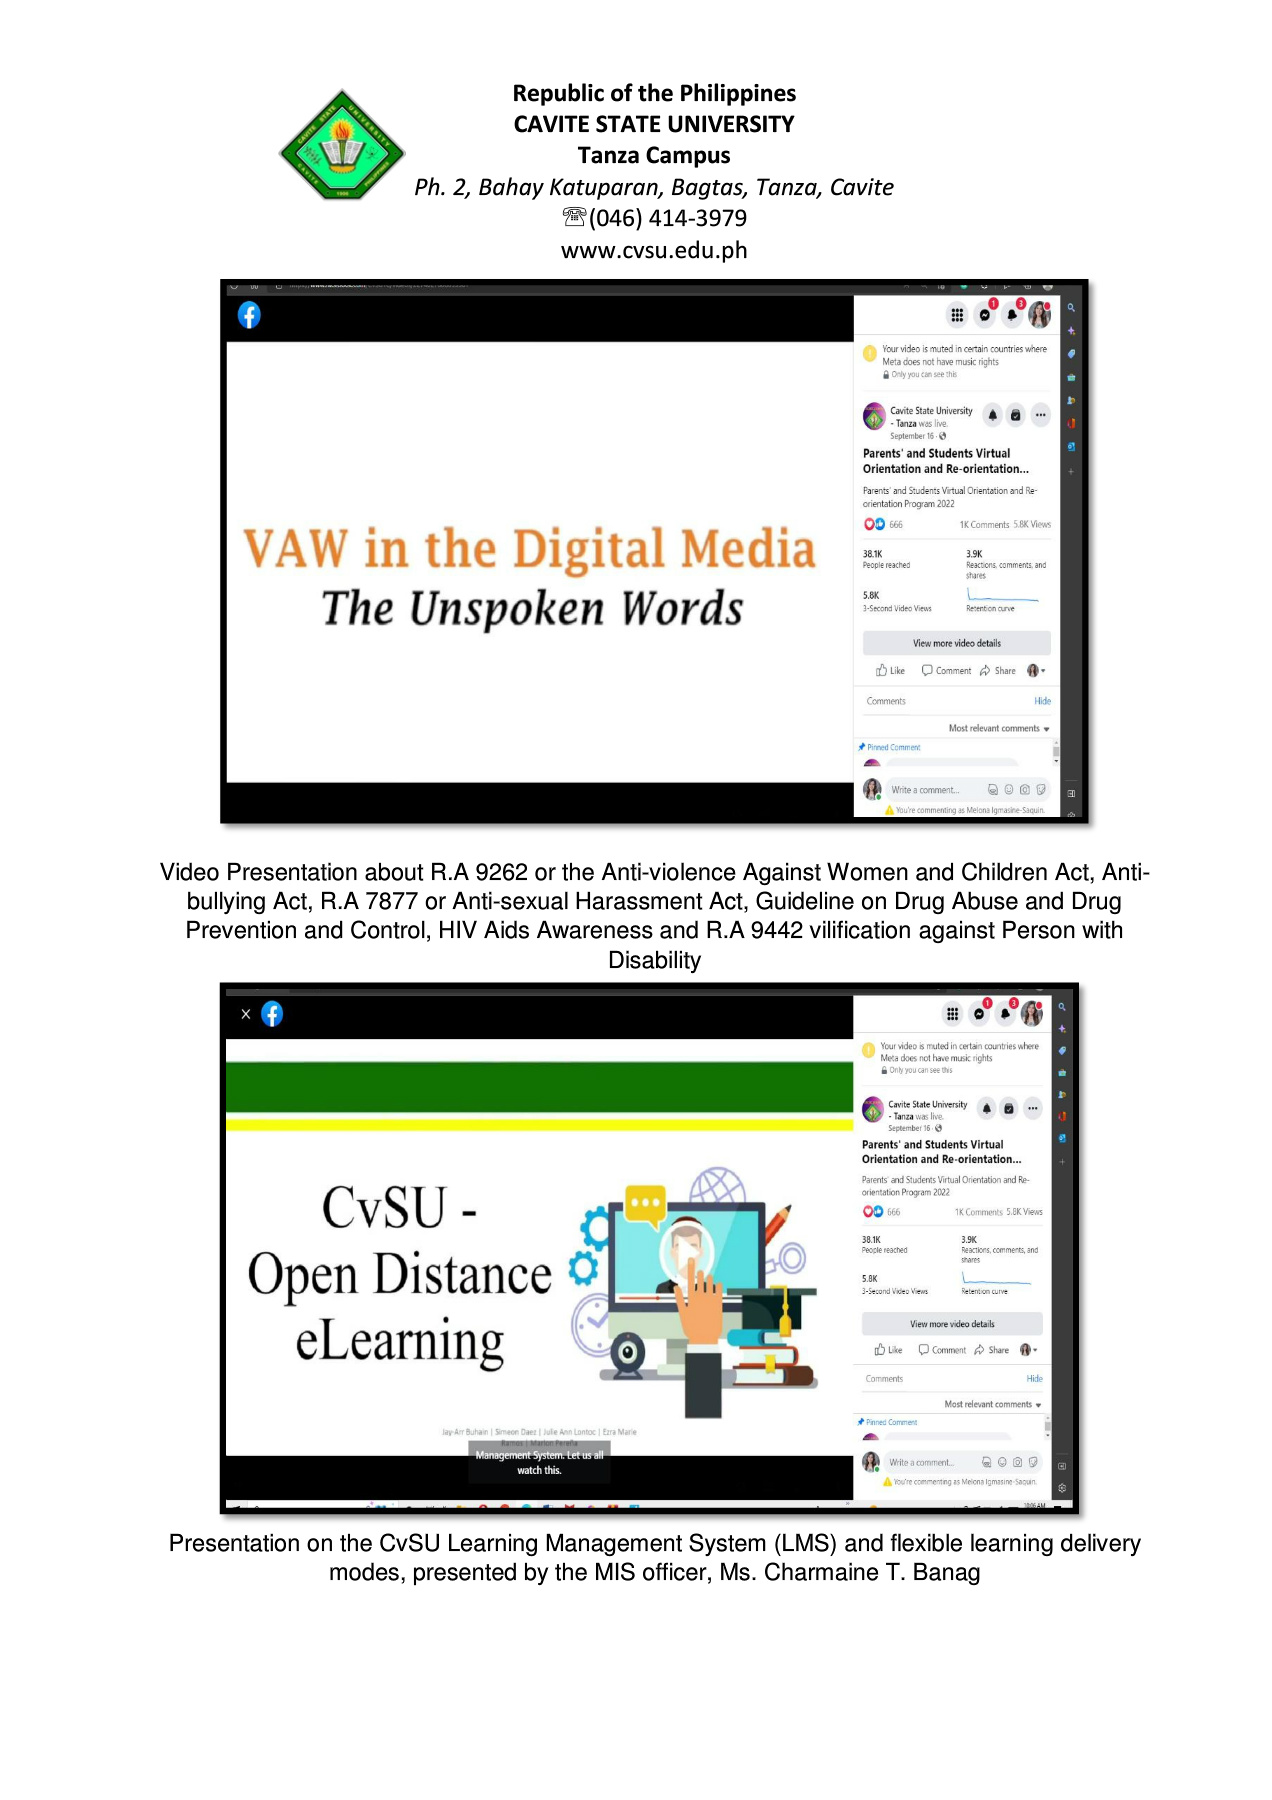 Republic of the Philippines
CAVITE STATE UNIVERSITY
Tanza Campus
Ph. 2, Bahay Katuparan, Bagtas, Tanza, Cavite
(046) 414-3979
www.cvsu.edu.ph
1
3
Your video is muted in certain countries where
Meta does not have music rights
Only you can see this
Cavite State University
- Tanza was live.
September 16 ·
Parents' and Students Virtual
Orientation and Re-orientation...
Parents' and Students Virtual Orientation and Re-
orientation Program 2022
666 1K Comments 5.8K Views
38.1K 3.9K
People reached Reactions, comments, and
shares
5.8K
3-Second Video Views Retention curve
View more video details
Like Comment Share
Comments Hide
Most relevant comments
Pinned Comment
Write a comment...
You're commenting as Melona Igmasine-Saquin.
VAW in the Digital Media
The Unspoken Words
Video Presentation about R.A 9262 or the Anti-violence Against Women and Children Act, Anti-
bullying Act, R.A 7877 or Anti-sexual Harassment Act, Guideline on Drug Abuse and Drug
Prevention and Control, HIV Aids Awareness and R.A 9442 vilification against Person with
Disability
1
3
CvSU -
Open Distance
eLearning
Jay-Arr Buhain | Simeon Daez | Julie Ann Lontoc | Ezra Marie
Ramos | Marlon Pereña
Management System. Let us all
watch this.
Your video is muted in certain countries where
Meta does not have music rights
Only you can see this
Cavite State University
- Tanza was live.
September 16 ·
Parents' and Students Virtual
Orientation and Re-orientation...
Parents' and Students Virtual Orientation and Re-
orientation Program 2022
666 1K Comments 5.8K Views
38.1K 3.9K
People reached Reactions, comments, and
shares
5.8K
3-Second Video Views Retention curve
View more video details
Like Comment Share
Comments Hide
Most relevant comments
Pinned Comment
Write a comment...
You're commenting as Melona Igmasine-Saquin.
10:06 AM
Presentation on the CvSU Learning Management System (LMS) and flexible learning delivery
modes, presented by the MIS officer, Ms. Charmaine T. Banag